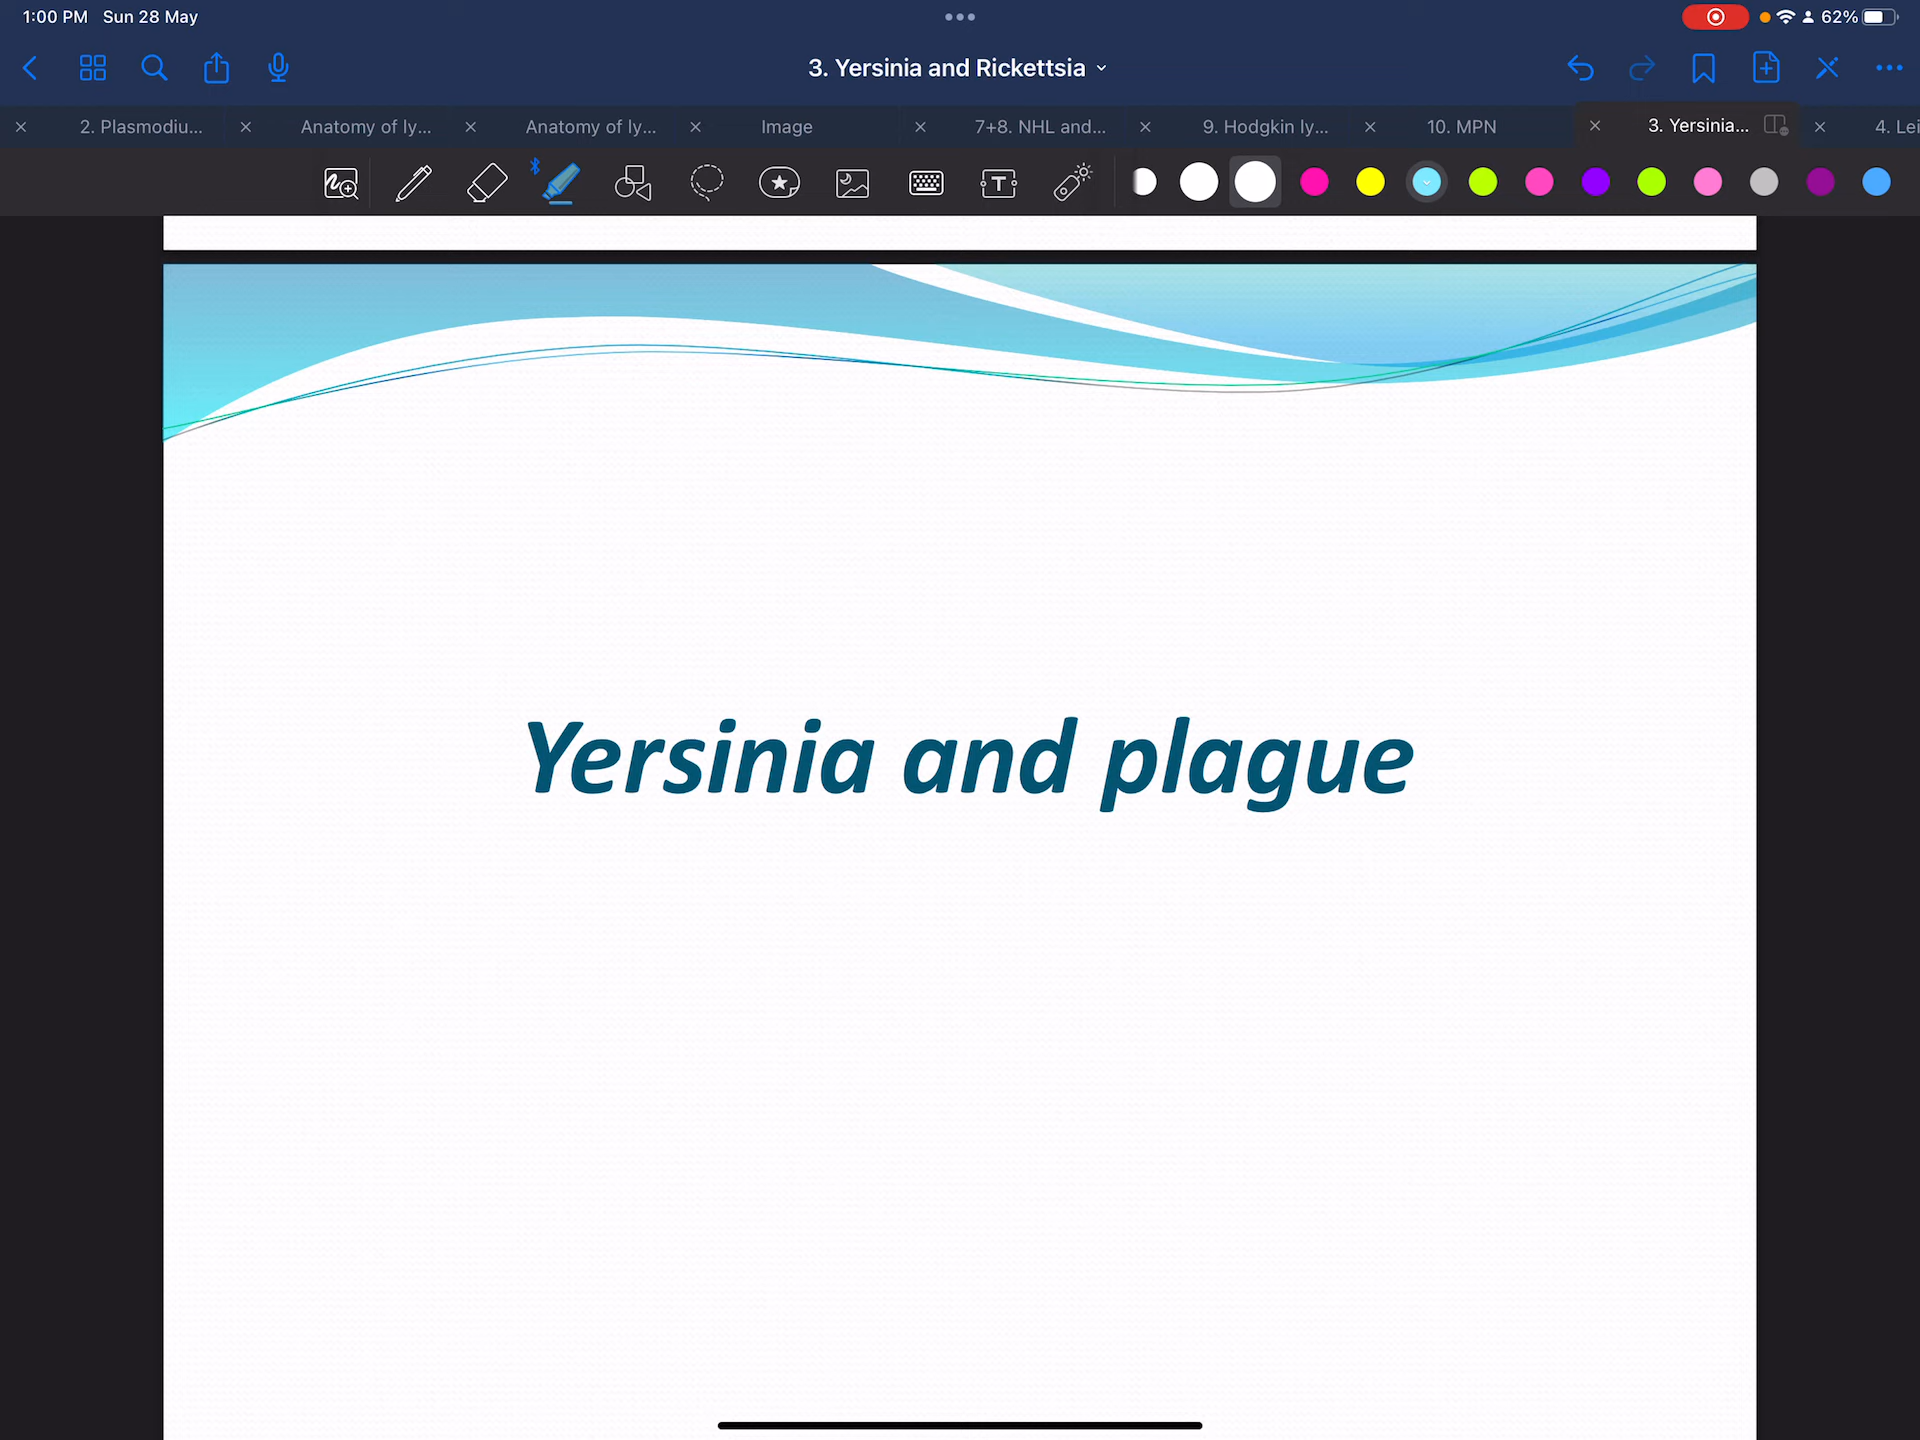 1:00 PM Sun 28 May
62%
3. Yersinia and Rickettsia
2. Plasmodiu...
Anatomy of ly...
Anatomy of ly...
Image
7+8. NHL and...
9. Hodgkin ly...
10. MPN
3. Yersinia...
4. Lei
T
Yersinia and plague